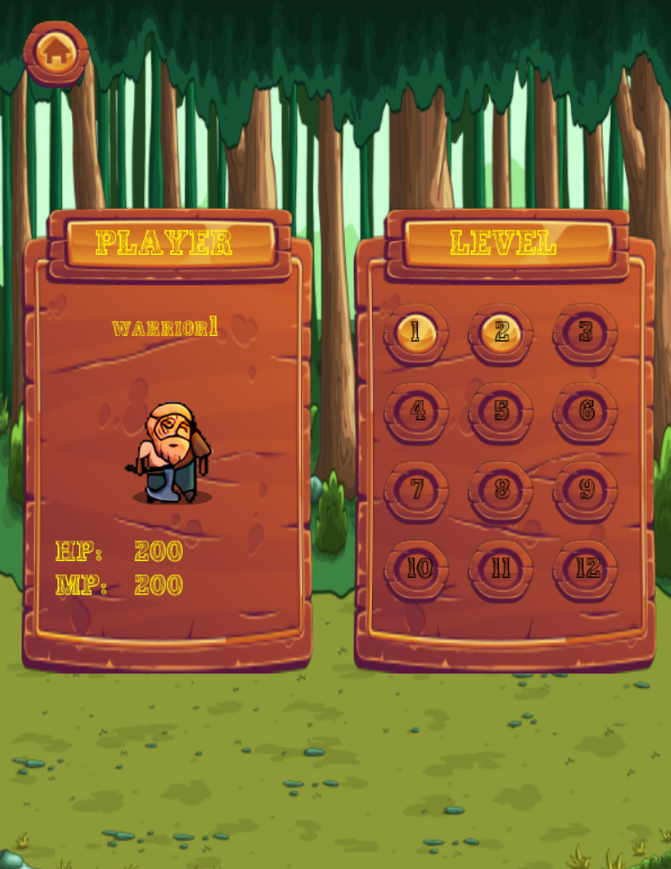 PLAYER
WARRIOR1
HP: 200
MP: 200
LEVEL
1 2 3
4 5 6
7 8 9
10 11 12